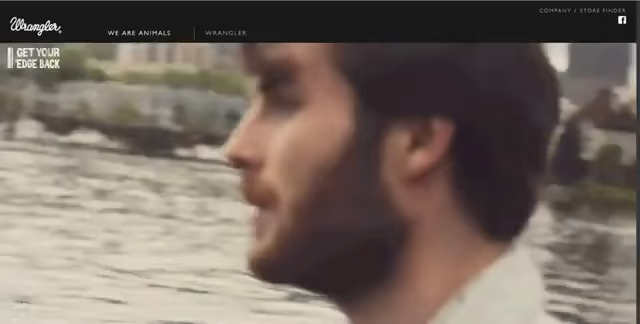 COMPANY / STORE FINDER
Wrangler
WE ARE ANIMALS
WRANGLER
GET YOUR
EDGE BACK